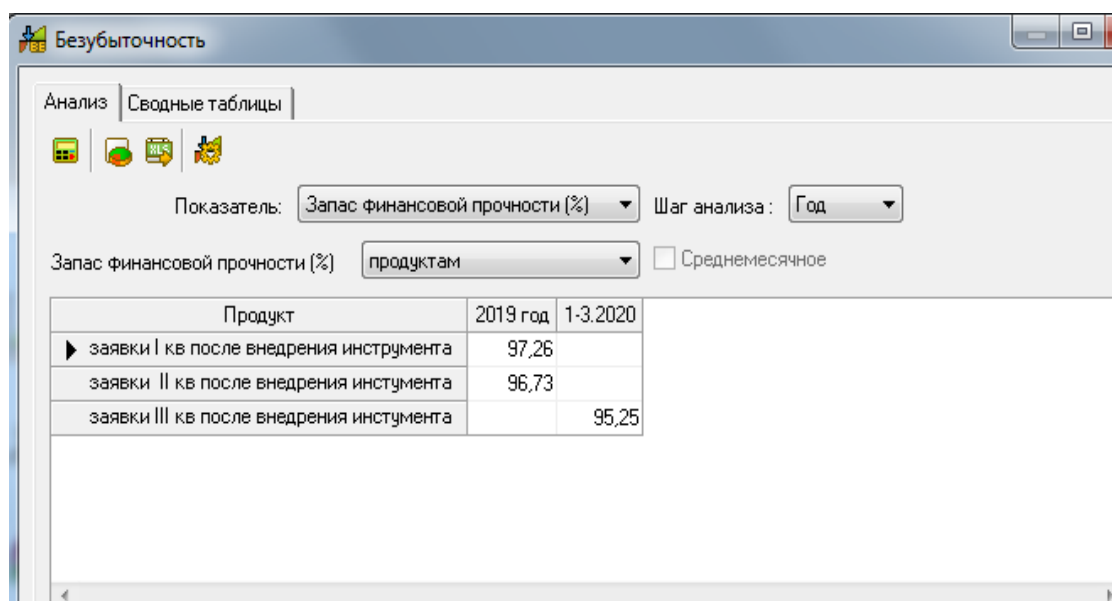 Безубыточность
Анализ Сводные таблицы
Показатель: Запас финансовой прочности (%) Шаг анализа : Год
Запас финансовой прочности (%) продуктам Среднемесячное
Продукт 2019 год 1-3.2020
заявки I кв после внедрения инструмента 97,26
заявки II кв после внедрения инстумента 96,73
заявки III кв после внедрения инстумента 95,25